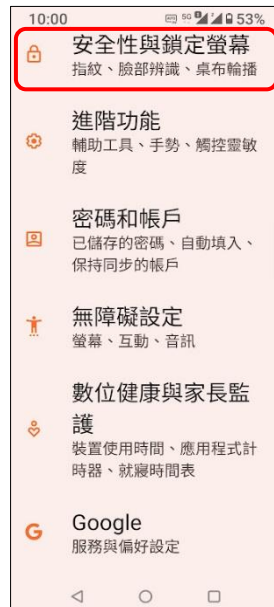 10:00 5G 53%
安全性與鎖定螢幕
指紋、臉部辨識、桌布輪播
進階功能
輔助工具、手勢、觸控靈敏
度
密碼和帳戶
已儲存的密碼、自動填入、
保持同步的帳戶
無障礙設定
螢幕、互動、音訊
數位健康與家長監
護
裝置使用時間、應用程式計
時器、就寢時間表
Google
服務與偏好設定